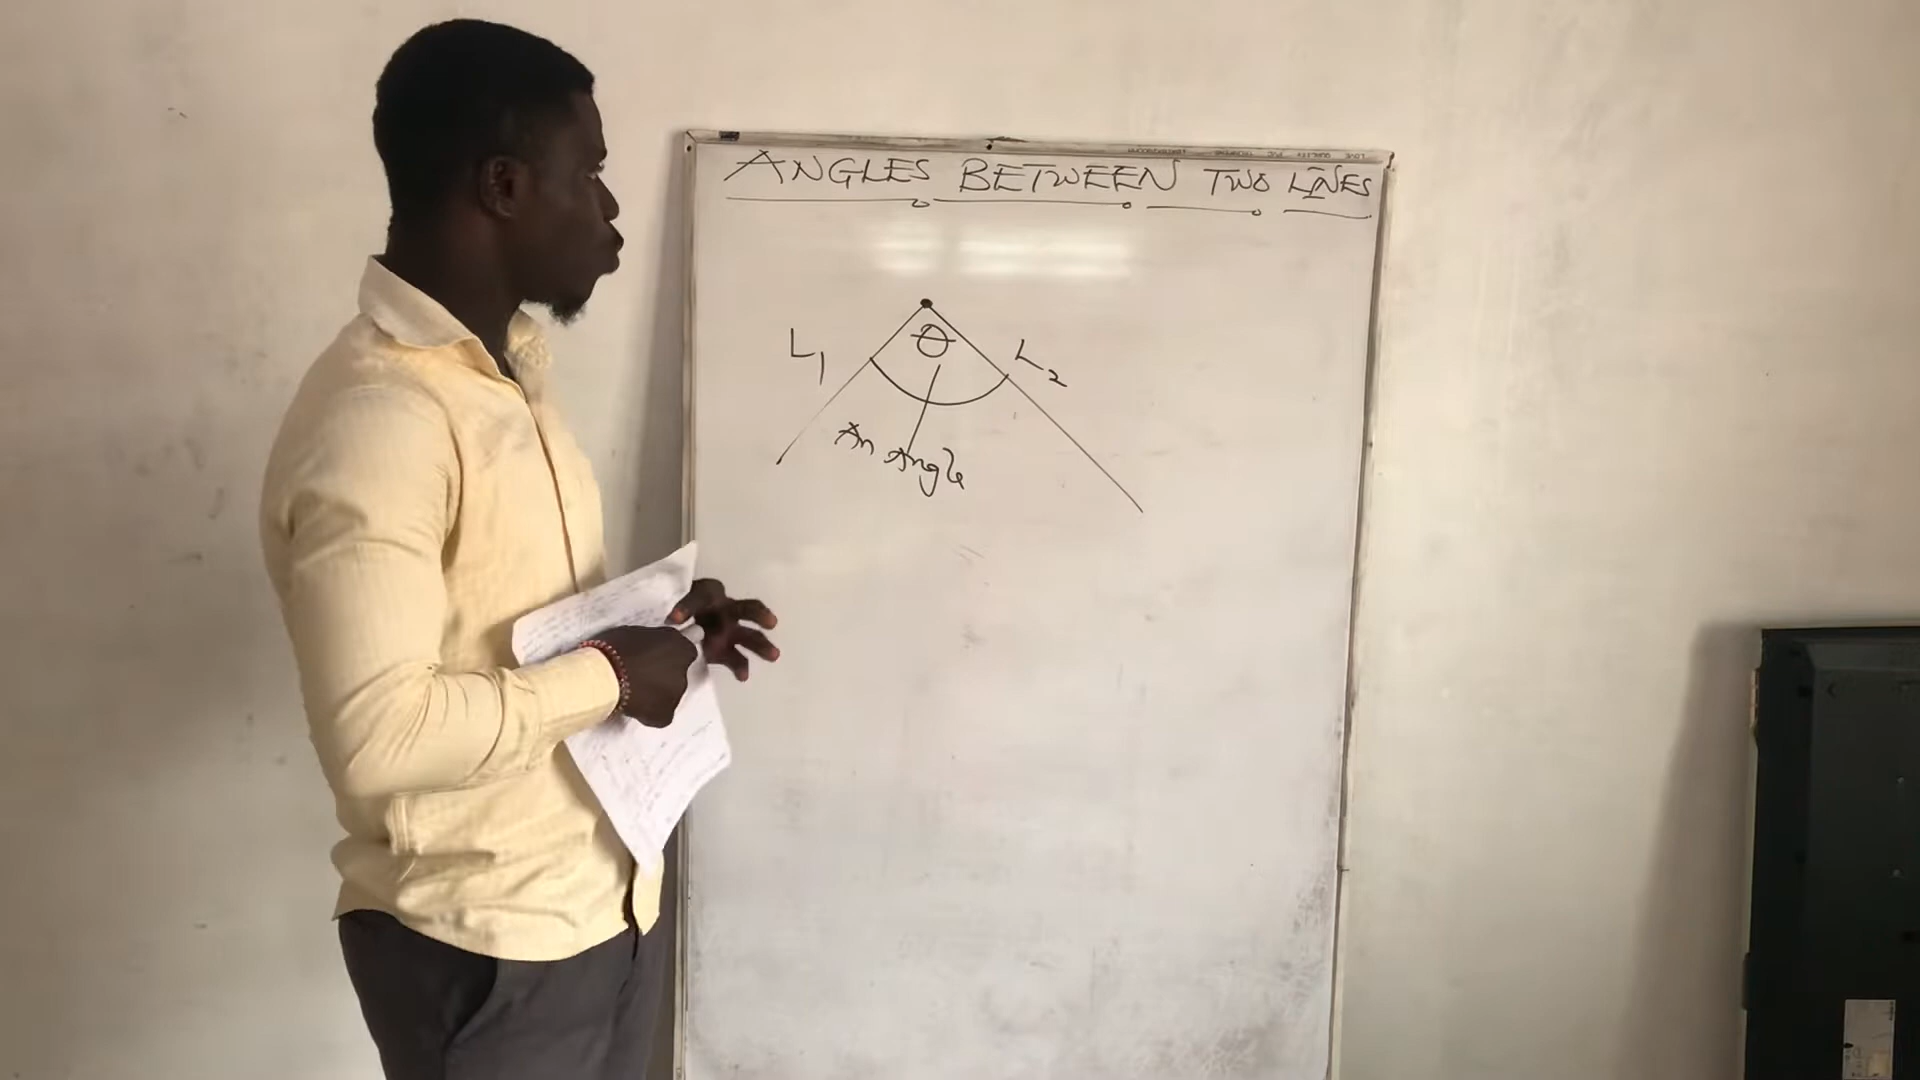 ANGLES BETWEEN TWO LINES
θ
L1
L2
An Angle